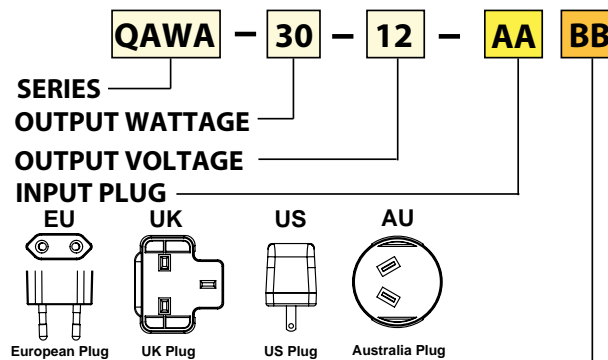 QAWA - 30 - 12 - AA BB
SERIES
OUTPUT WATTAGE
OUTPUT VOLTAGE
INPUT PLUG
EU UK US AU
European Plug UK Plug US Plug Australia Plug